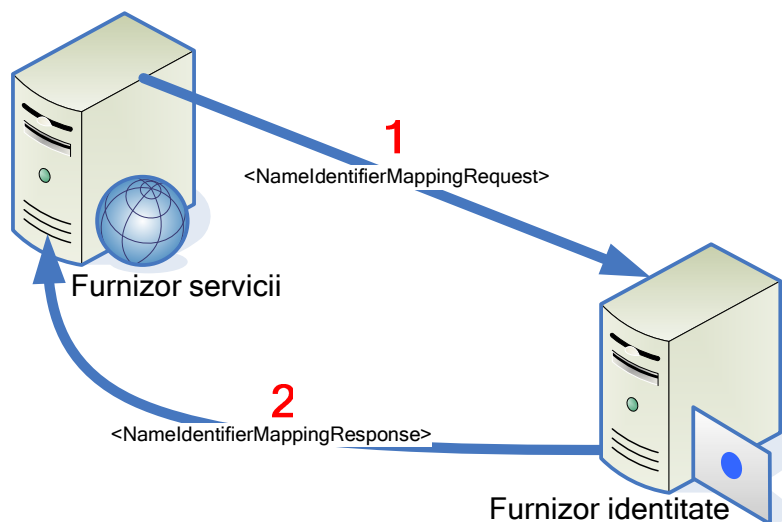 1
<NameIdentifierMappingRequest>
Furnizor servicii
2
<NameIdentifierMappingResponse>
Furnizor identitate